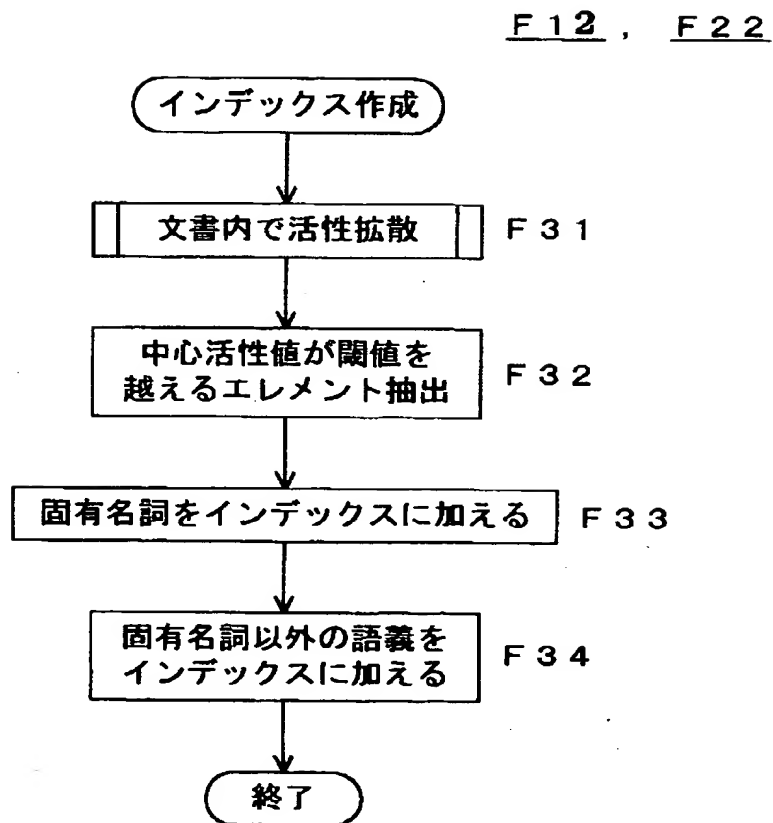 F12, F22
インデックス作成
文書内で活性拡散 F31
中心活性値が閾値を
越えるエレメント抽出 F32
固有名詞をインデックスに加える F33
固有名詞以外の語義を
インデックスに加える F34
終了